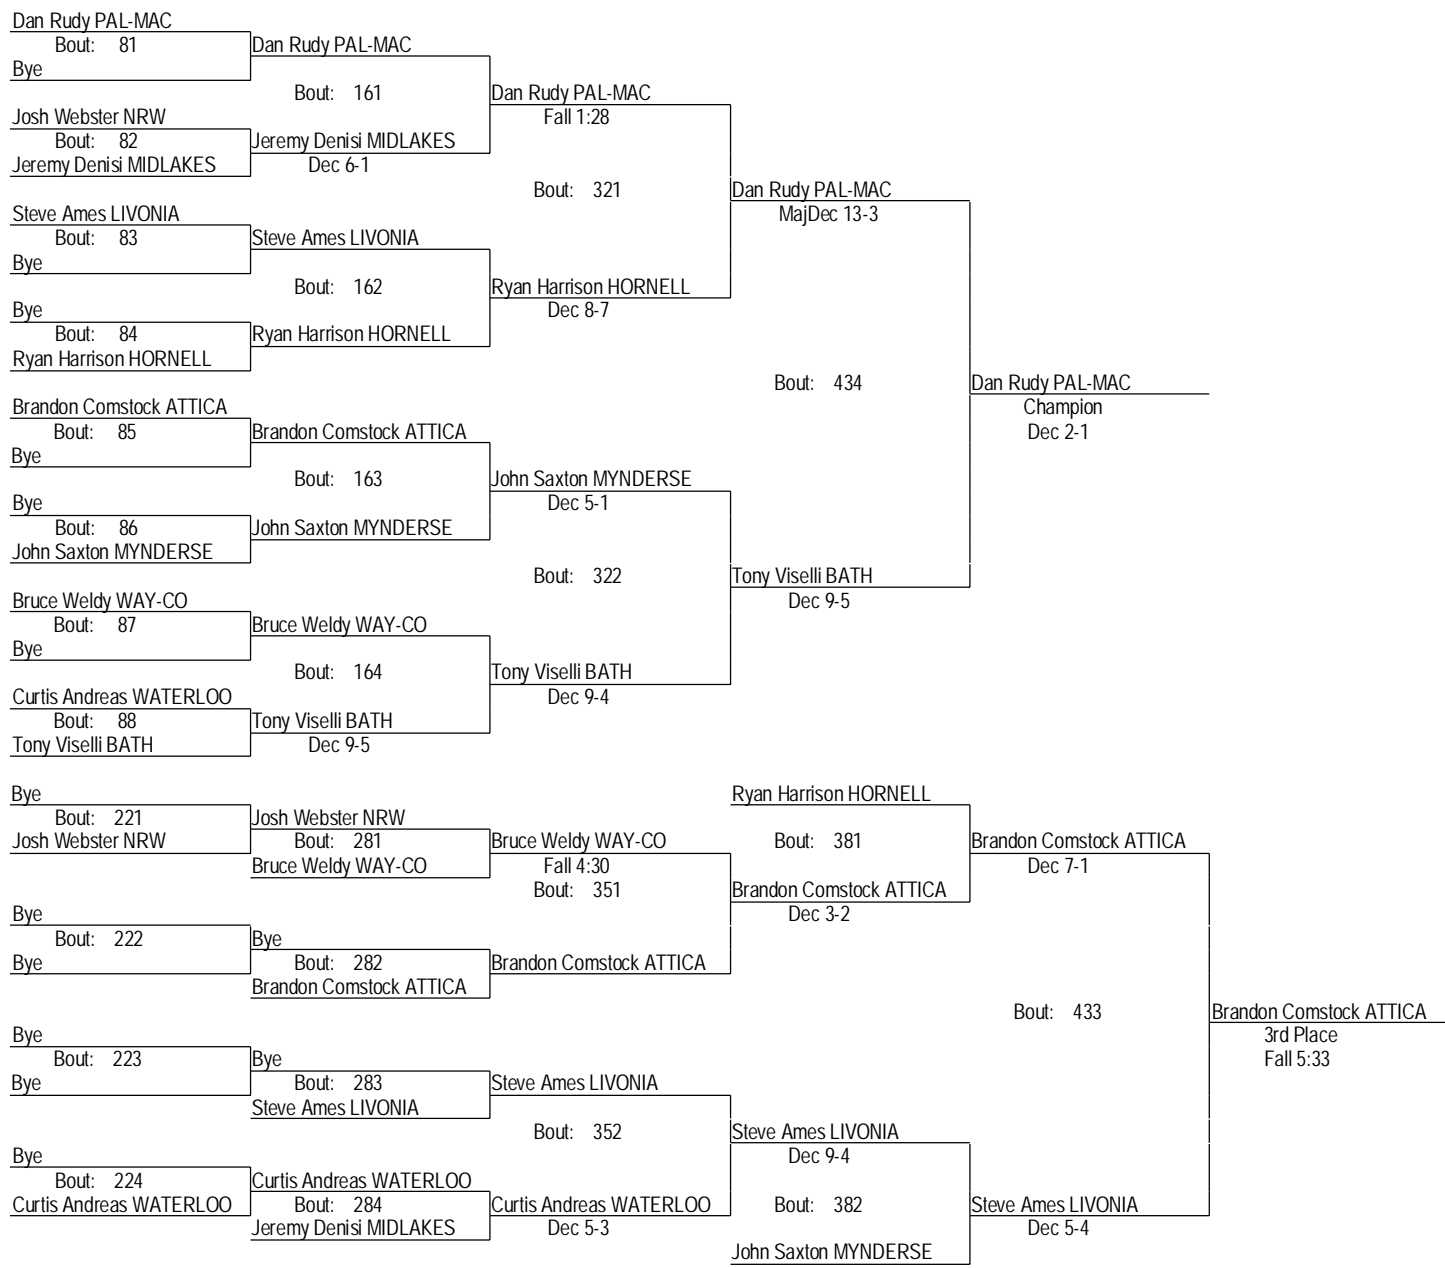 Dan Rudy PAL-MAC
Bout: 81
Dan Rudy PAL-MAC
Bye
Bout: 161
Dan Rudy PAL-MAC
Josh Webster NRW
Fall 1:28
Bout: 82
Jeremy Denisi MIDLAKES
Jeremy Denisi MIDLAKES
Dec 6-1
Bout: 321
Dan Rudy PAL-MAC
Steve Ames LIVONIA
MajDec 13-3
Bout: 83
Steve Ames LIVONIA
Bye
Bout: 162
Ryan Harrison HORNELL
Bye
Dec 8-7
Bout: 84
Ryan Harrison HORNELL
Ryan Harrison HORNELL
Bout: 434
Dan Rudy PAL-MAC
Brandon Comstock ATTICA
Champion
Bout: 85
Brandon Comstock ATTICA
Dec 2-1
Bye
Bout: 163
John Saxton MYNDERSE
Bye
Dec 5-1
Bout: 86
John Saxton MYNDERSE
John Saxton MYNDERSE
Bout: 322
Tony Viselli BATH
Bruce Weldy WAY-CO
Dec 9-5
Bout: 87
Bruce Weldy WAY-CO
Bye
Bout: 164
Tony Viselli BATH
Curtis Andreas WATERLOO
Dec 9-4
Bout: 88
Tony Viselli BATH
Tony Viselli BATH
Dec 9-5
Bye
Ryan Harrison HORNELL
Bout: 221
Josh Webster NRW
Josh Webster NRW
Bout: 281
Bruce Weldy WAY-CO
Bout: 381
Brandon Comstock ATTICA
Bruce Weldy WAY-CO
Fall 4:30
Dec 7-1
Bout: 351
Brandon Comstock ATTICA
Bye
Dec 3-2
Bout: 222
Bye
Bye
Bout: 282
Brandon Comstock ATTICA
Brandon Comstock ATTICA
Bout: 433
Brandon Comstock ATTICA
Bye
3rd Place
Bout: 223
Bye
Fall 5:33
Bye
Bout: 283
Steve Ames LIVONIA
Steve Ames LIVONIA
Bout: 352
Steve Ames LIVONIA
Bye
Dec 9-4
Bout: 224
Curtis Andreas WATERLOO
Curtis Andreas WATERLOO
Bout: 284
Curtis Andreas WATERLOO
Bout: 382
Steve Ames LIVONIA
Jeremy Denisi MIDLAKES
Dec 5-3
Dec 5-4
John Saxton MYNDERSE